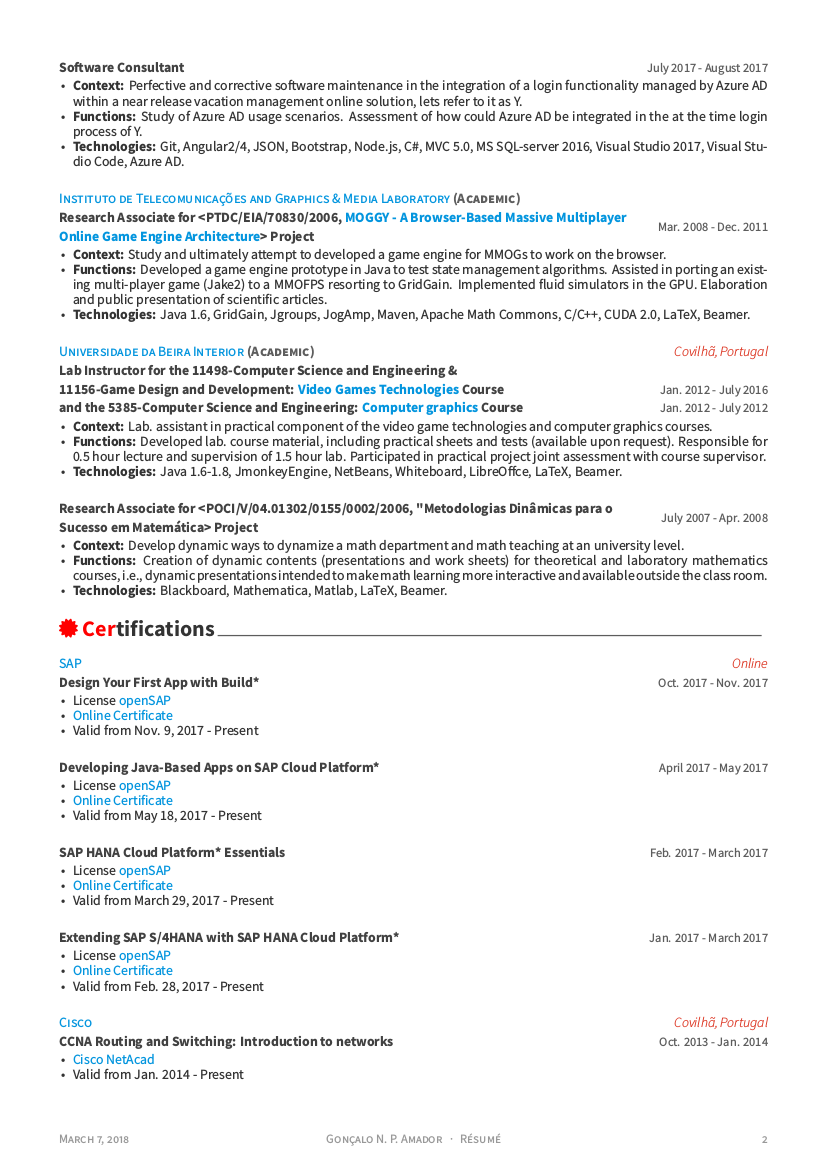 Software Consultant July 2017 - August 2017
• Context: Perfective and corrective software maintenance in the integration of a login functionality managed by Azure AD
within a near release vacation management online solution, lets refer to it as Y.
• Functions: Study of Azure AD usage scenarios. Assessment of how could Azure AD be integrated in the at the time login
process of Y.
• Technologies: Git, Angular2/4, JSON, Bootstrap, Node.js, C#, MVC 5.0, MS SQL-server 2016, Visual Studio 2017, Visual Stu-
dio Code, Azure AD.
Instituto de Telecomunicações and Graphics & Media Laboratory (Academic)
Research Associate for <PTDC/EIA/70830/2006, MOGGY - A Browser-Based Massive Multiplayer
Online Game Engine Architecture> Project Mar. 2008 - Dec. 2011
• Context: Study and ultimately attempt to developed a game engine for MMOGs to work on the browser.
• Functions: Developed a game engine prototype in Java to test state management algorithms. Assisted in porting an exist-
ing multi-player game (Jake2) to a MMOFPS resorting to GridGain. Implemented fluid simulators in the GPU. Elaboration
and public presentation of scientific articles.
• Technologies: Java 1.6, GridGain, Jgroups, JogAmp, Maven, Apache Math Commons, C/C++, CUDA 2.0, LaTeX, Beamer.
Universidade da Beira Interior (Academic) Covilhã, Portugal
Lab Instructor for the 11498-Computer Science and Engineering &
11156-Game Design and Development: Video Games Technologies Course Jan. 2012 - July 2016
and the 5385-Computer Science and Engineering: Computer graphics Course Jan. 2012 - July 2012
• Context: Lab. assistant in practical component of the video game technologies and computer graphics courses.
• Functions: Developed lab. course material, including practical sheets and tests (available upon request). Responsible for
0.5 hour lecture and supervision of 1.5 hour lab. Participated in practical project joint assessment with course supervisor.
• Technologies: Java 1.6-1.8, JmonkeyEngine, NetBeans, Whiteboard, LibreOffce, LaTeX, Beamer.
Research Associate for <POCI/V/04.01302/0155/0002/2006, "Metodologias Dinâmicas para o
Sucesso em Matemática> Project July 2007 - Apr. 2008
• Context: Develop dynamic ways to dynamize a math department and math teaching at an university level.
• Functions: Creation of dynamic contents (presentations and work sheets) for theoretical and laboratory mathematics
courses, i.e., dynamic presentations intended to make math learning more interactive and available outside the class room.
• Technologies: Blackboard, Mathematica, Matlab, LaTeX, Beamer.
Certifications
SAP Online
Design Your First App with Build* Oct. 2017 - Nov. 2017
• License openSAP
• Online Certificate
• Valid from Nov. 9, 2017 - Present
Developing Java-Based Apps on SAP Cloud Platform* April 2017 - May 2017
• License openSAP
• Online Certificate
• Valid from May 18, 2017 - Present
SAP HANA Cloud Platform* Essentials Feb. 2017 - March 2017
• License openSAP
• Online Certificate
• Valid from March 29, 2017 - Present
Extending SAP S/4HANA with SAP HANA Cloud Platform* Jan. 2017 - March 2017
• License openSAP
• Online Certificate
• Valid from Feb. 28, 2017 - Present
Cisco Covilhã, Portugal
CCNA Routing and Switching: Introduction to networks Oct. 2013 - Jan. 2014
• Cisco NetAcad
• Valid from Jan. 2014 - Present
March 7, 2018 Gonçalo N. P. Amador · Résumé 2